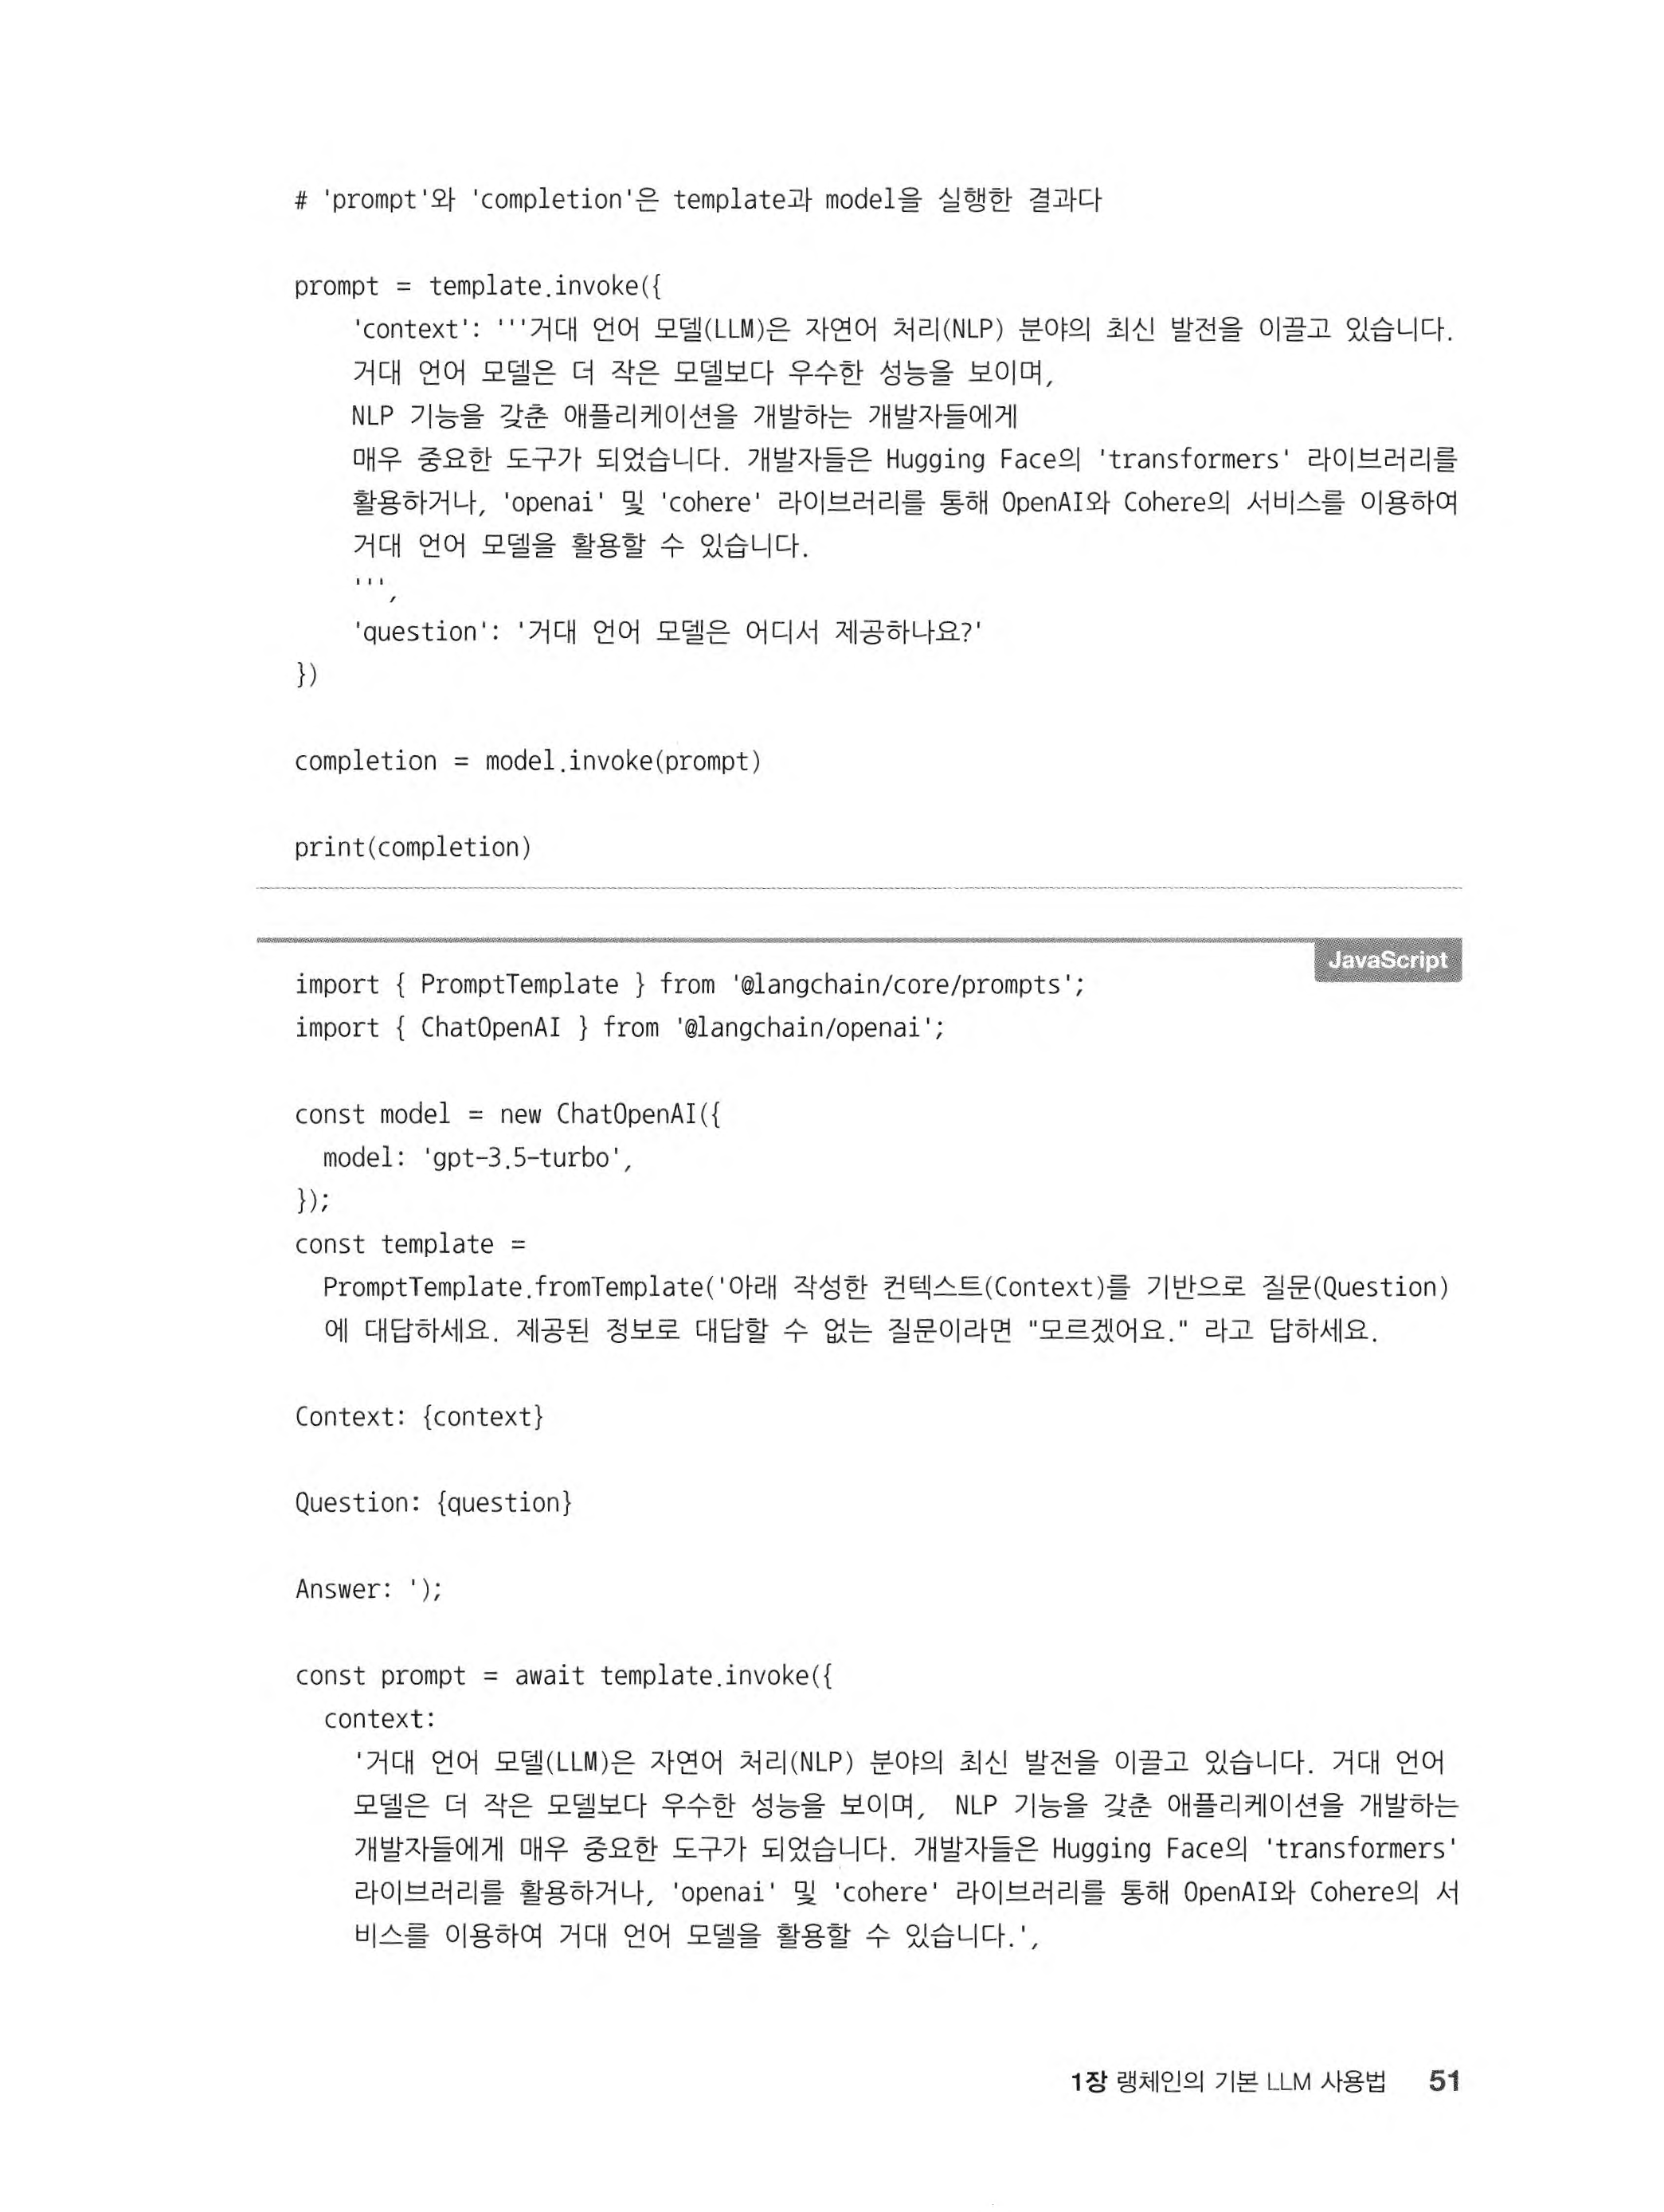 # 'prompt'와 'completion'은 template과 model을 실행한 결과다
prompt = template.invoke({
'context': '''거대 언어 모델(LLM)은 자연어 처리(NLP) 분야의 최신 발전을 이끌고 있습니다.
거대 언어 모델은 더 작은 모델보다 우수한 성능을 보이며,
NLP 기능을 갖춘 애플리케이션을 개발하는 개발자들에게
매우 중요한 도구가 되었습니다. 개발자들은 Hugging Face의 'transformers' 라이브러리를
활용하거나, 'openai' 및 'cohere' 라이브러리를 통해 OpenAI와 Cohere의 서비스를 이용하여
거대 언어 모델을 활용할 수 있습니다.
''',
'question': '거대 언어 모델은 어디서 제공하나요?'
})
completion = model.invoke(prompt)
print(completion)
JavaScript
import { PromptTemplate } from '@langchain/core/prompts';
import { ChatOpenAI } from '@langchain/openai';
const model = new ChatOpenAI({
model: 'gpt-3.5-turbo',
});
const template =
PromptTemplate.fromTemplate('아래 작성한 컨텍스트(Context)를 기반으로 질문(Question)
에 대답하세요. 제공된 정보로 대답할 수 없는 질문이라면 "모르겠어요." 라고 답하세요.
Context: {context}
Question: {question}
Answer: ');
const prompt = await template.invoke({
context:
'거대 언어 모델(LLM)은 자연어 처리(NLP) 분야의 최신 발전을 이끌고 있습니다. 거대 언어
모델은 더 작은 모델보다 우수한 성능을 보이며, NLP 기능을 갖춘 애플리케이션을 개발하는
개발자들에게 매우 중요한 도구가 되었습니다. 개발자들은 Hugging Face의 'transformers'
라이브러리를 활용하거나, 'openai' 및 'cohere' 라이브러리를 통해 OpenAI와 Cohere의 서
비스를 이용하여 거대 언어 모델을 활용할 수 있습니다.',
1장 랭체인의 기본 LLM 사용법 51